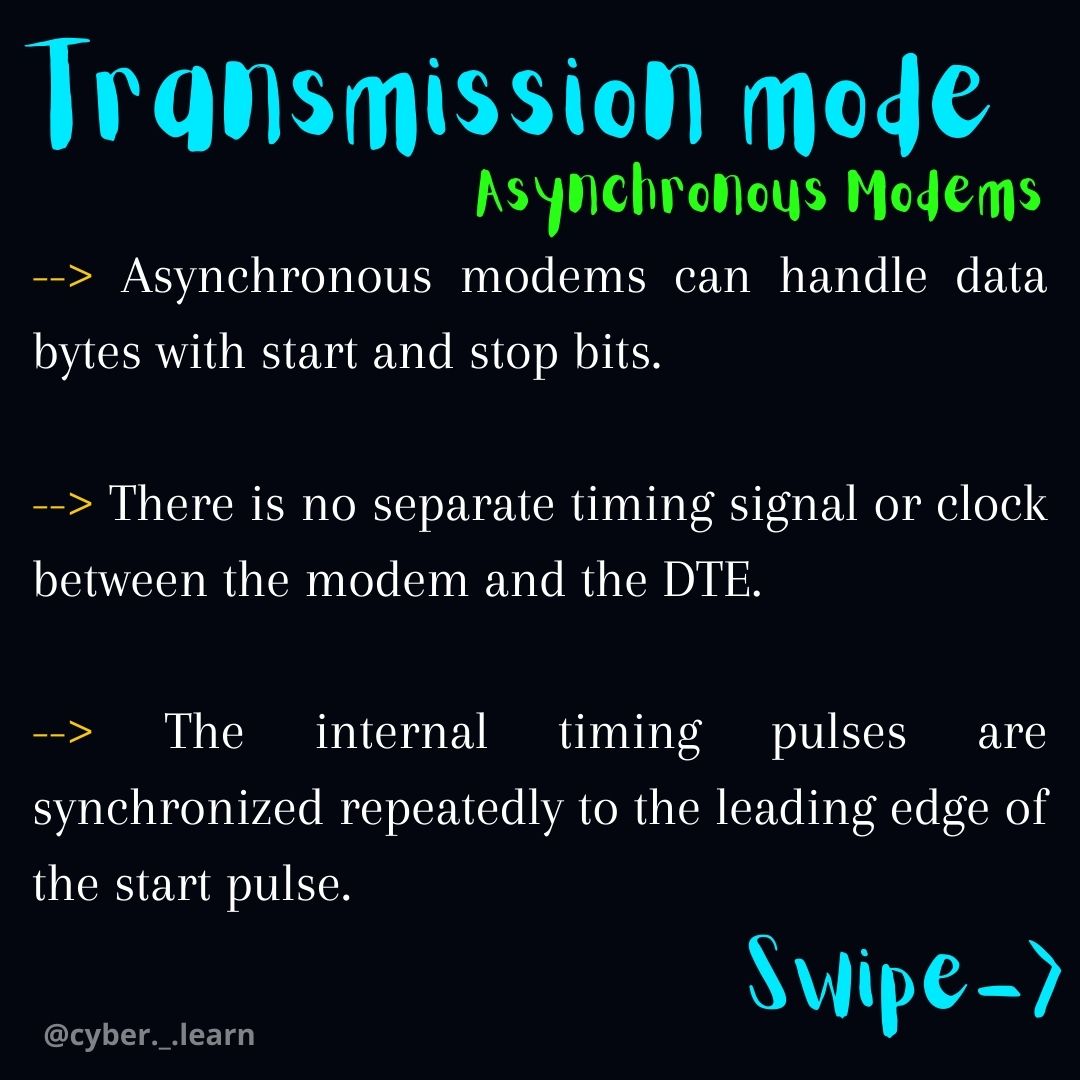 Transmission mode
Asynchronous Modems
--> Asynchronous modems can handle data
bytes with start and stop bits.
--> There is no separate timing signal or clock
between the modem and the DTE.
--> The internal timing pulses are
synchronized repeatedly to the leading edge of
the start pulse.
Swipe->
@cyber._.learn